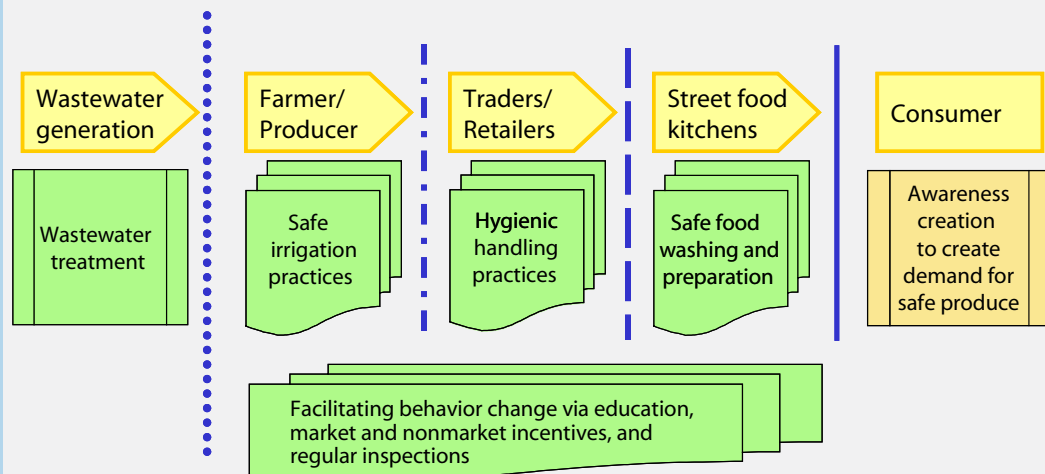 Wastewater
generation
Farmer/
Producer
Traders/
Retailers
Street food
kitchens
Consumer
Wastewater
treatment
Safe
irrigation
practices
Hygienic
handling
practices
Safe food
washing and
preparation
Awareness
creation
to create
demand for
safe produce
Facilitating behavior change via education,
market and nonmarket incentives, and
regular inspections